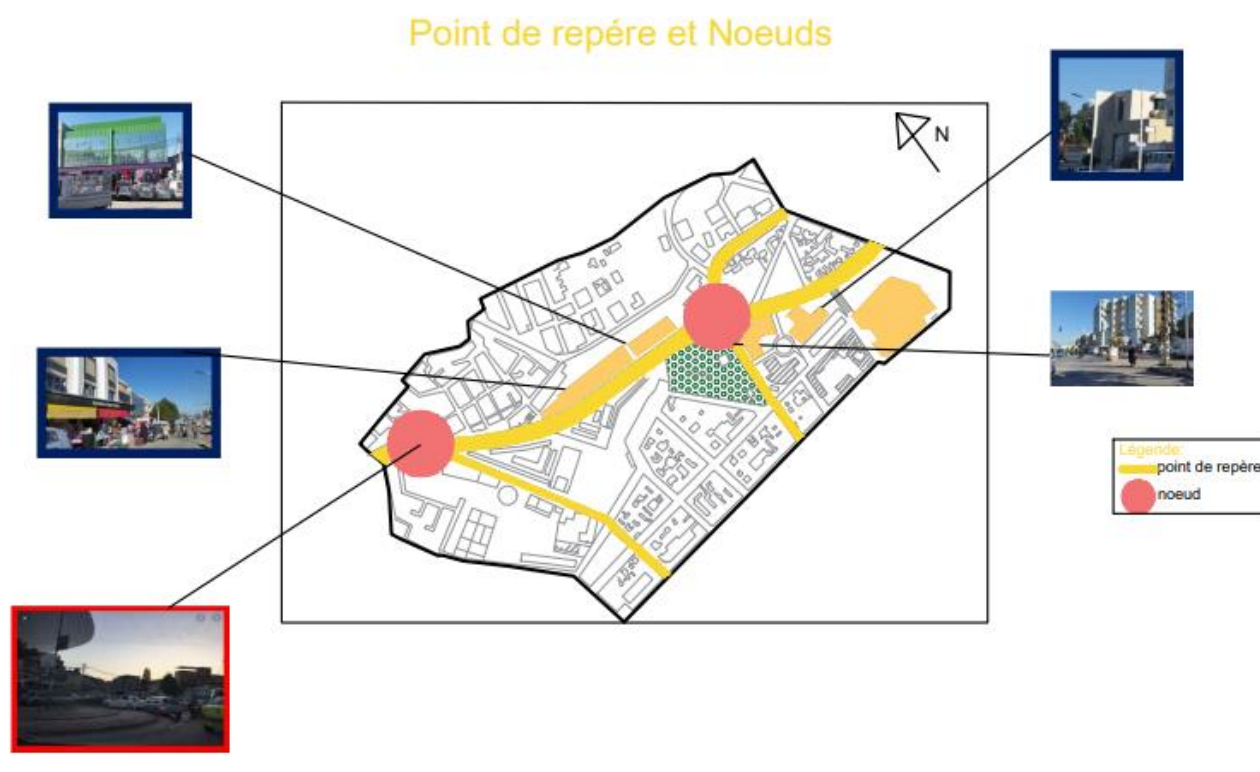 Point de repére et Noeuds
N
Légende:
point de repère
noeud